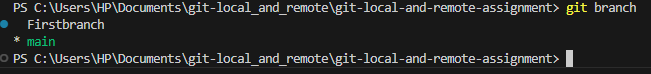 PS C:\Users\HP\Documents\git-local_and_remote\git-local-and-remote-assignment> git branch
  Firstbranch
* main
PS C:\Users\HP\Documents\git-local_and_remote\git-local-and-remote-assignment>